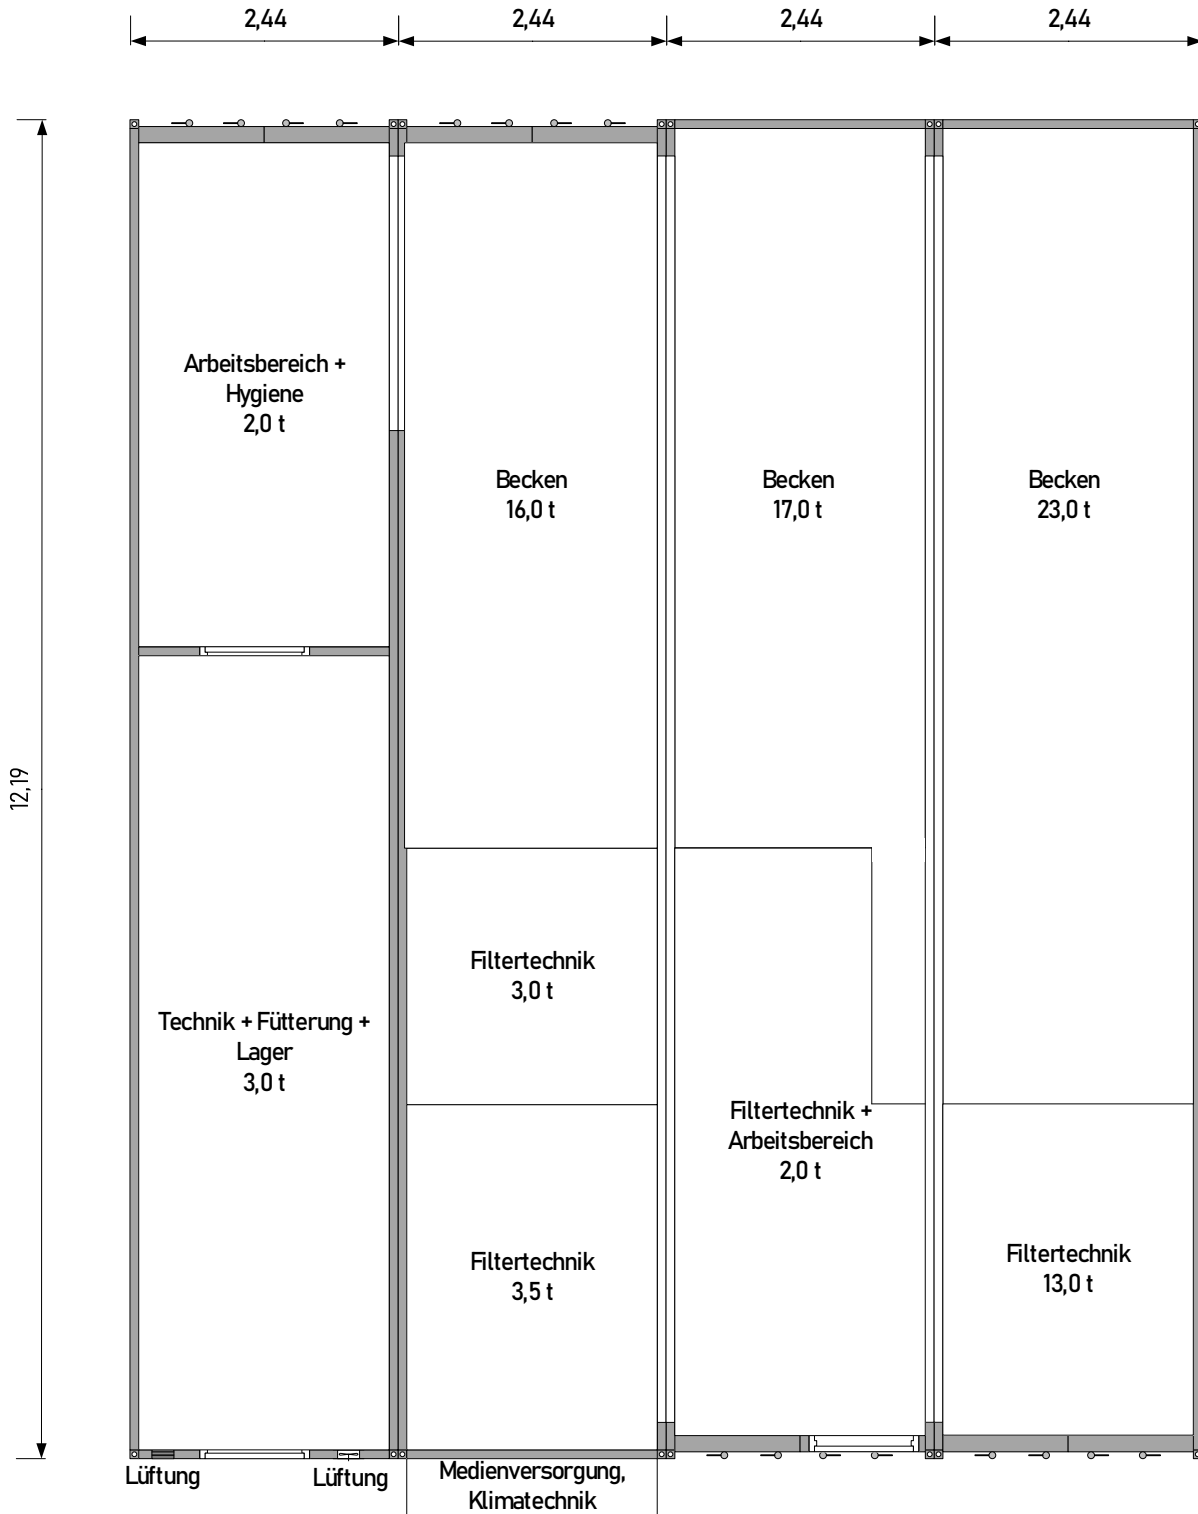 2,44
2,44
2,44
2,44
12,19
Arbeitsbereich +
Hygiene
2,0 t
Becken
16,0 t
Becken
17,0 t
Becken
23,0 t
Technik + Fütterung +
Lager
3,0 t
Filtertechnik
3,0 t
Filtertechnik
3,5 t
Filtertechnik +
Arbeitsbereich
2,0 t
Filtertechnik
13,0 t
Lüftung
Lüftung
Medienversorgung,
Klimatechnik